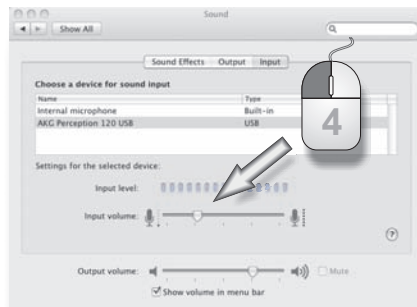 Sound
Show All
Sound Effects Output Input
Choose a device for sound input
Name Type
Internal microphone Built-in
AKG Perception 120 USB USB
4
Settings for the selected device:
Input level:
Input volume:
?
Output volume: Mute
Show volume in menu bar